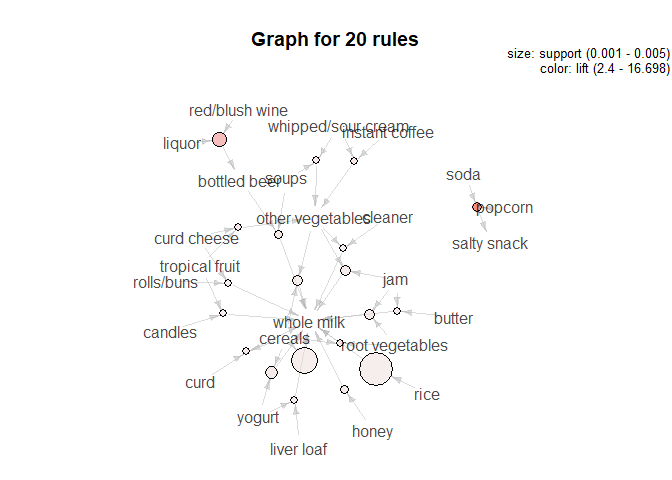 Graph for 20 rules
size: support (0.001 - 0.005)
color: lift (2.4 - 16.698)
red/blush wine
whipped/sour cream
instant coffee
liquor
soda
bottled beer
soups
popcorn
other vegetables
cleaner
curd cheese
salty snack
tropical fruit
rolls/buns
jam
candles
whole milk
butter
cereals
root vegetables
curd
rice
yogurt
honey
liver loaf